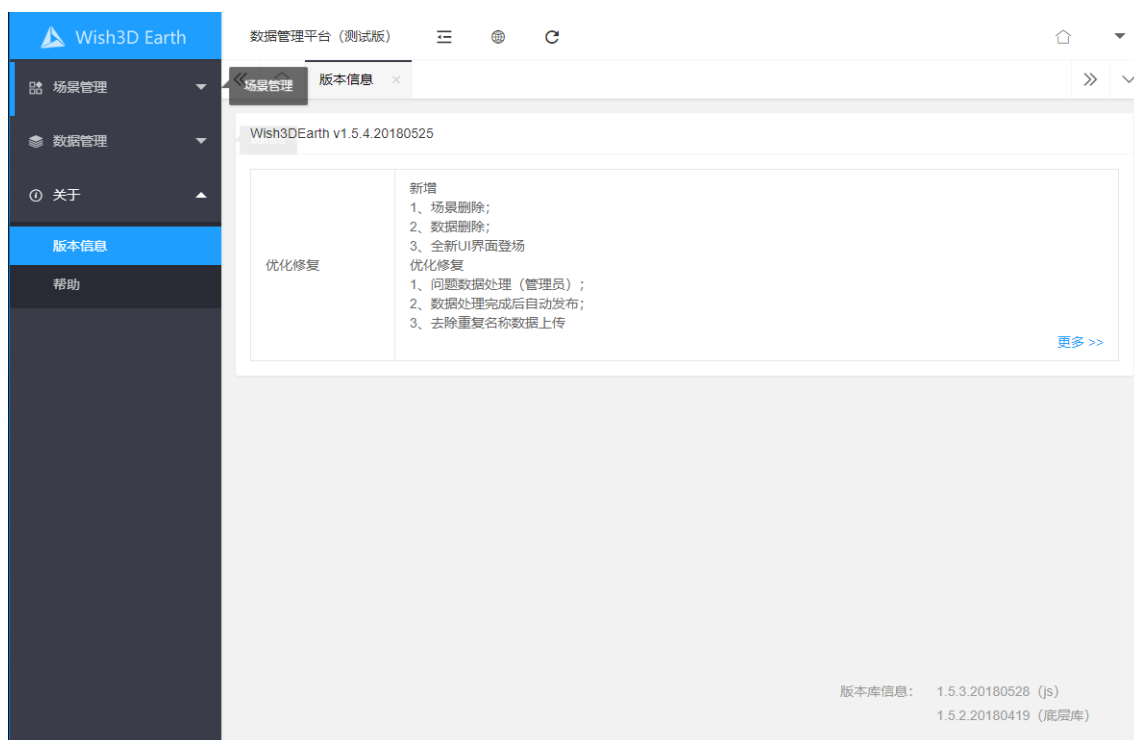 Wish3D Earth
数据管理平台（测试版）
场景管理
场景管理
版本信息
数据管理
关于
版本信息
帮助
Wish3DEarth v1.5.4.20180525
优化修复
新增
1、场景删除；
2、数据删除；
3、全新UI界面登场
优化修复
1、问题数据处理（管理员）；
2、数据处理完成后自动发布；
3、去除重复名称数据上传
更多 >>
版本库信息： 1.5.3.20180528（js）
1.5.2.20180419（底层库）